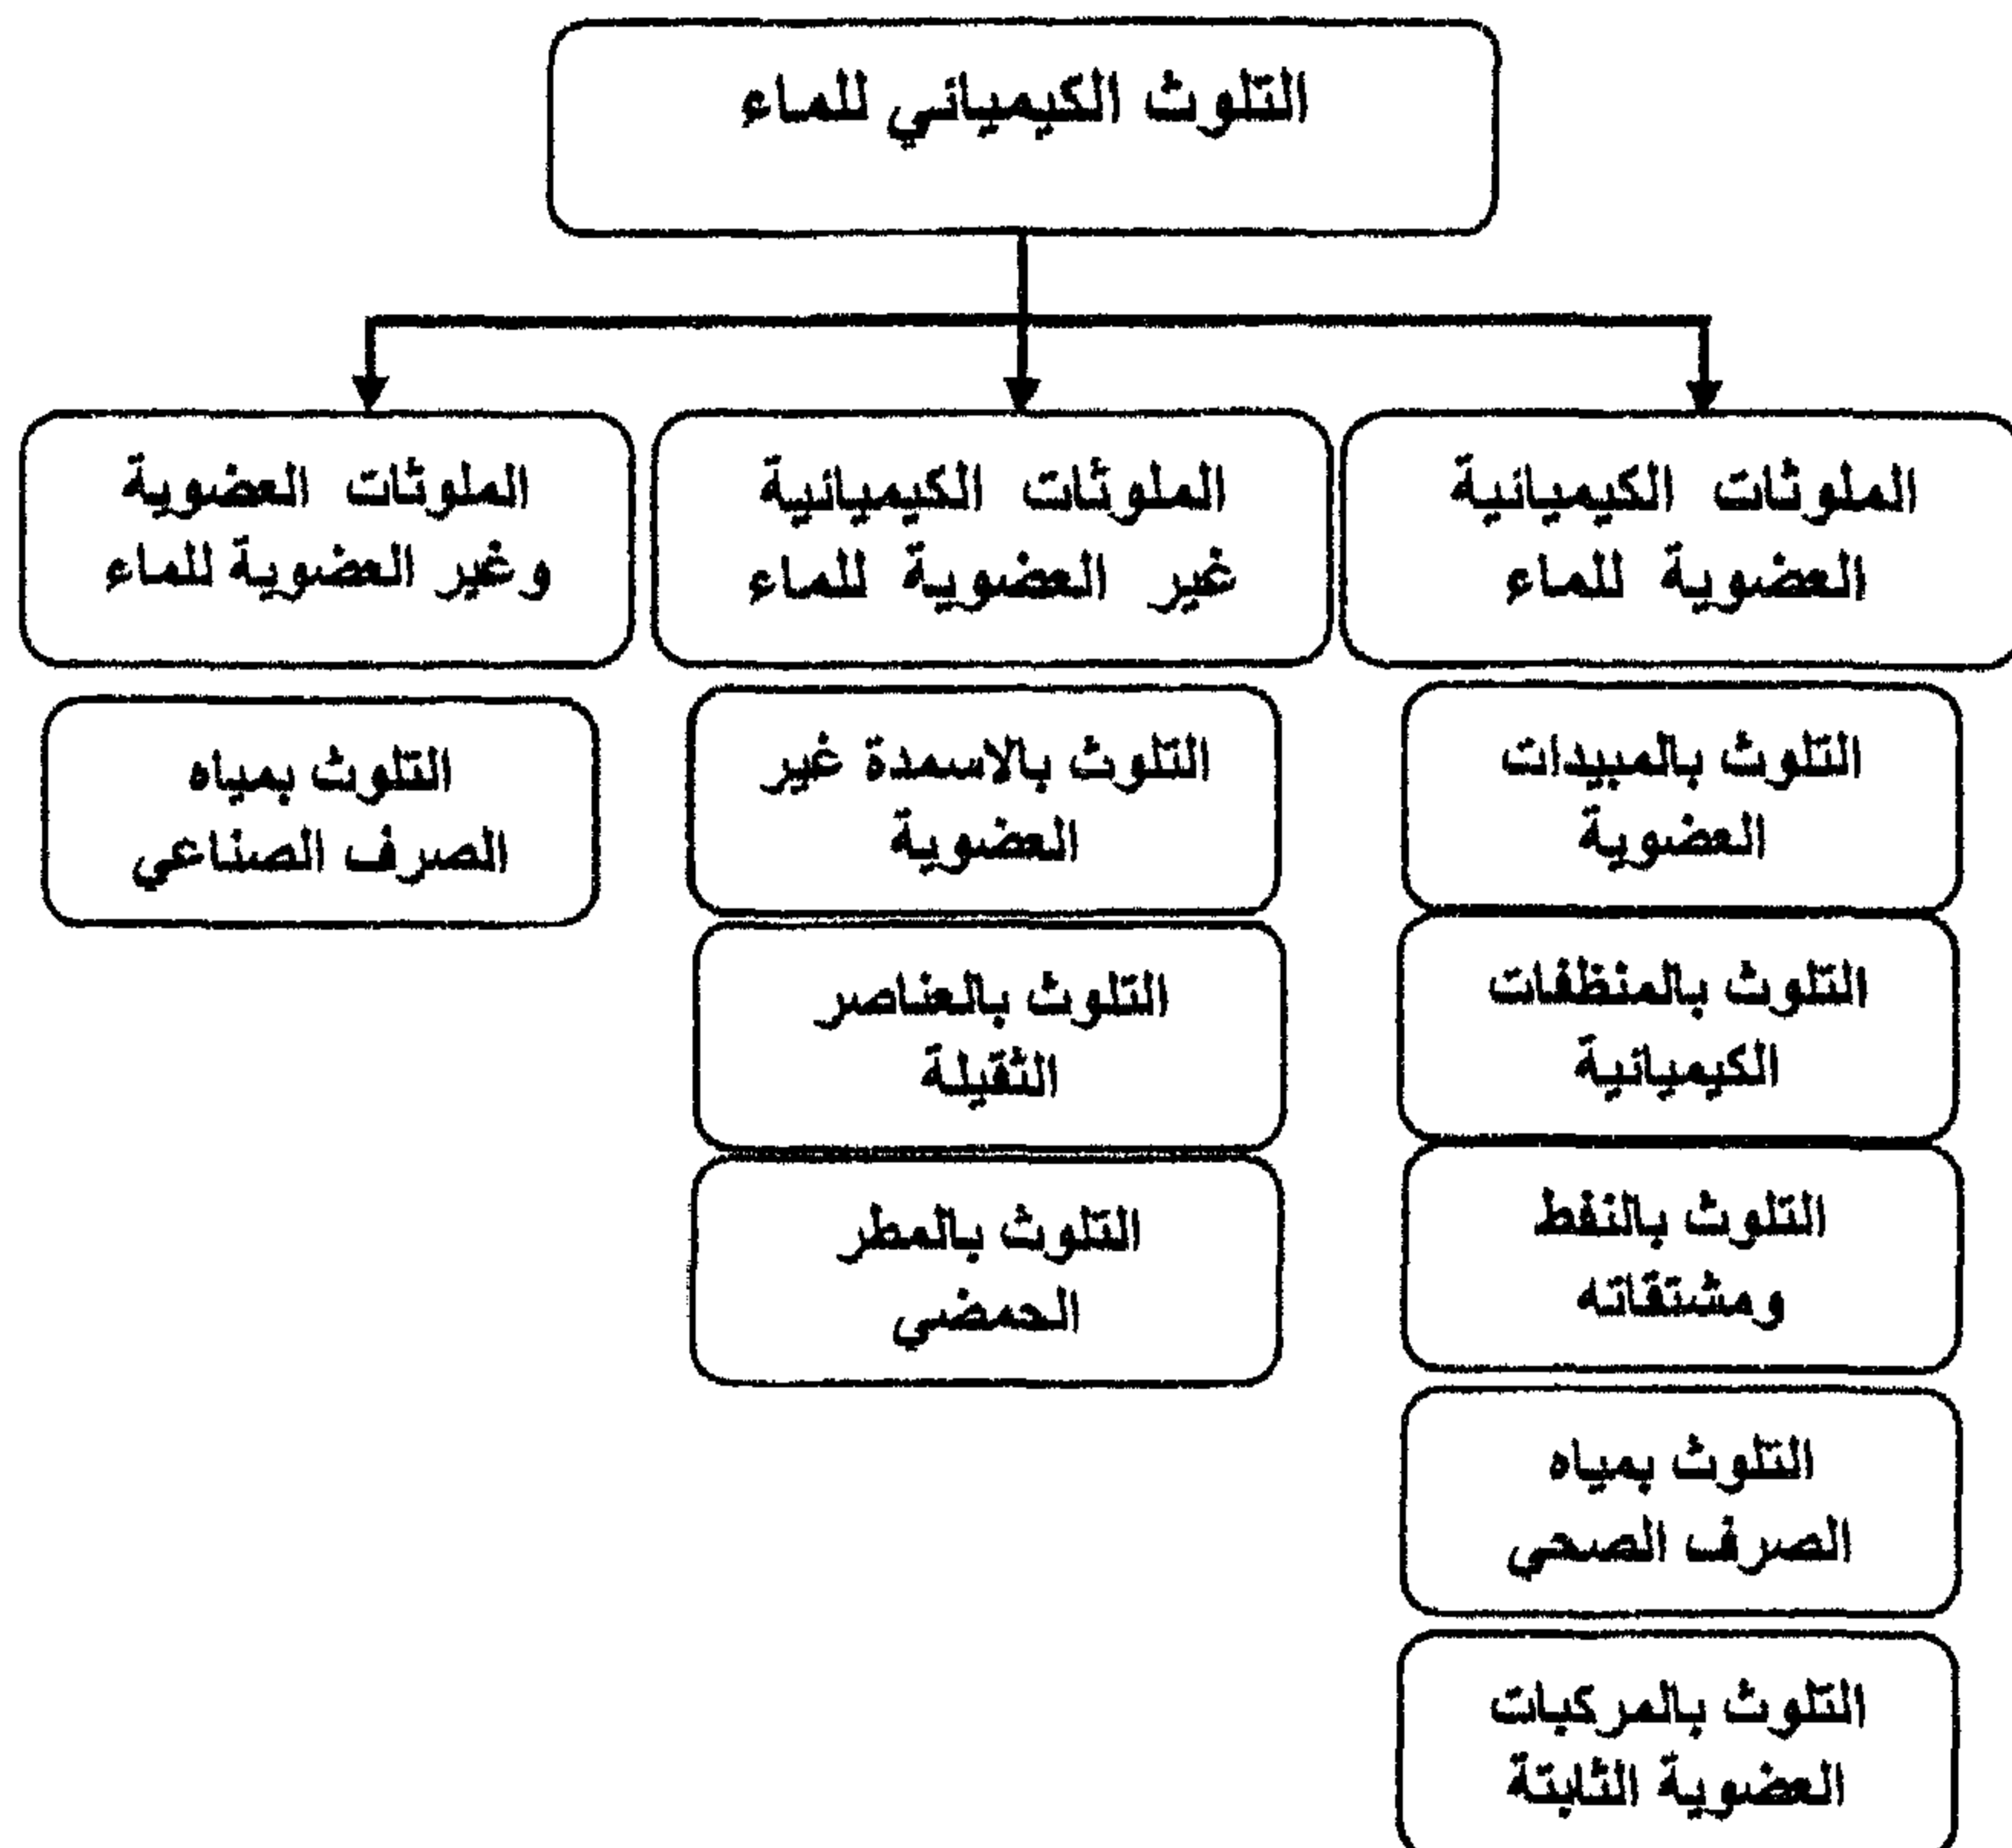 التلوث الكيميائي للماء
الملوثات الكيميائية
العضوية للماء
التلوث بالمبيدات
العضوية
التلوث بالمنظفات
الكيميائية
التلوث بالنفط
ومشتقاته
التلوث بمياه
الصرف الصحي
التلوث بالمركبات
العضوية الثابتة
الملوثات الكيميائية
غير العضوية للماء
التلوث بالاسمدة غير
العضوية
التلوث بالعناصر
الثقيلة
التلوث بالمطر
الحمضي
الملوثات العضوية
وغير العضوية للماء
التلوث بمياه
الصرف الصناعي